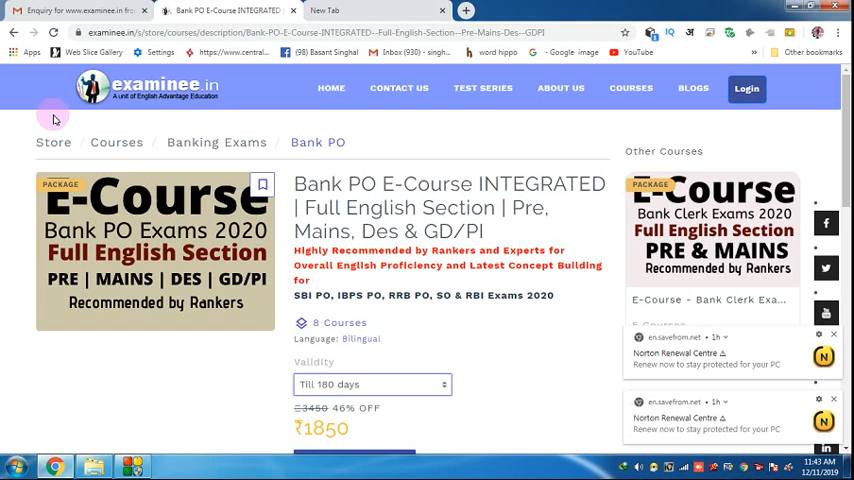 Enquiry for www.examinee.in from
Bank PO E-Course INTEGRATED |
New Tab
examinee.in/s/store/courses/description/Bank-PO-E-Course-INTEGRATED--Full-English-Section--Pre-Mains-Des--GDPI
Apps
Web Slice Gallery
Settings
https://www.central...
(98) Basant Singhal
Inbox (930) - singh...
word hippo
- Google image
YouTube
Other bookmarks
examinee.in
A unit of English Advantage Education
HOME
CONTACT US
TEST SERIES
ABOUT US
COURSES
BLOGS
Login
Store / Courses / Banking Exams / Bank PO
PACKAGE
E-Course
Bank PO Exams 2020
Full English Section
PRE | MAINS | DES | GD/PI
Recommended by Rankers
Bank PO E-Course INTEGRATED
| Full English Section | Pre,
Mains, Des & GD/PI
Highly Recommended by Rankers and Experts for
Overall English Proficiency and Latest Concept Building
for
SBI PO, IBPS PO, RRB PO, SO & RBI Exams 2020
8 Courses
Language: Bilingual
Validity
Till 180 days
3450 46% OFF
₹1850
Other Courses
PACKAGE
E-Course
Bank Clerk Exams 2020
Full English Section
PRE & MAINS
Recommended by Rankers
E-Course - Bank Clerk Exa...
en.savefrom.net • 1h
Norton Renewal Centre ⚠
Renew now to stay protected for your PC
en.savefrom.net • 1h
Norton Renewal Centre ⚠
Renew now to stay protected for your PC
11:43 AM
12/11/2019